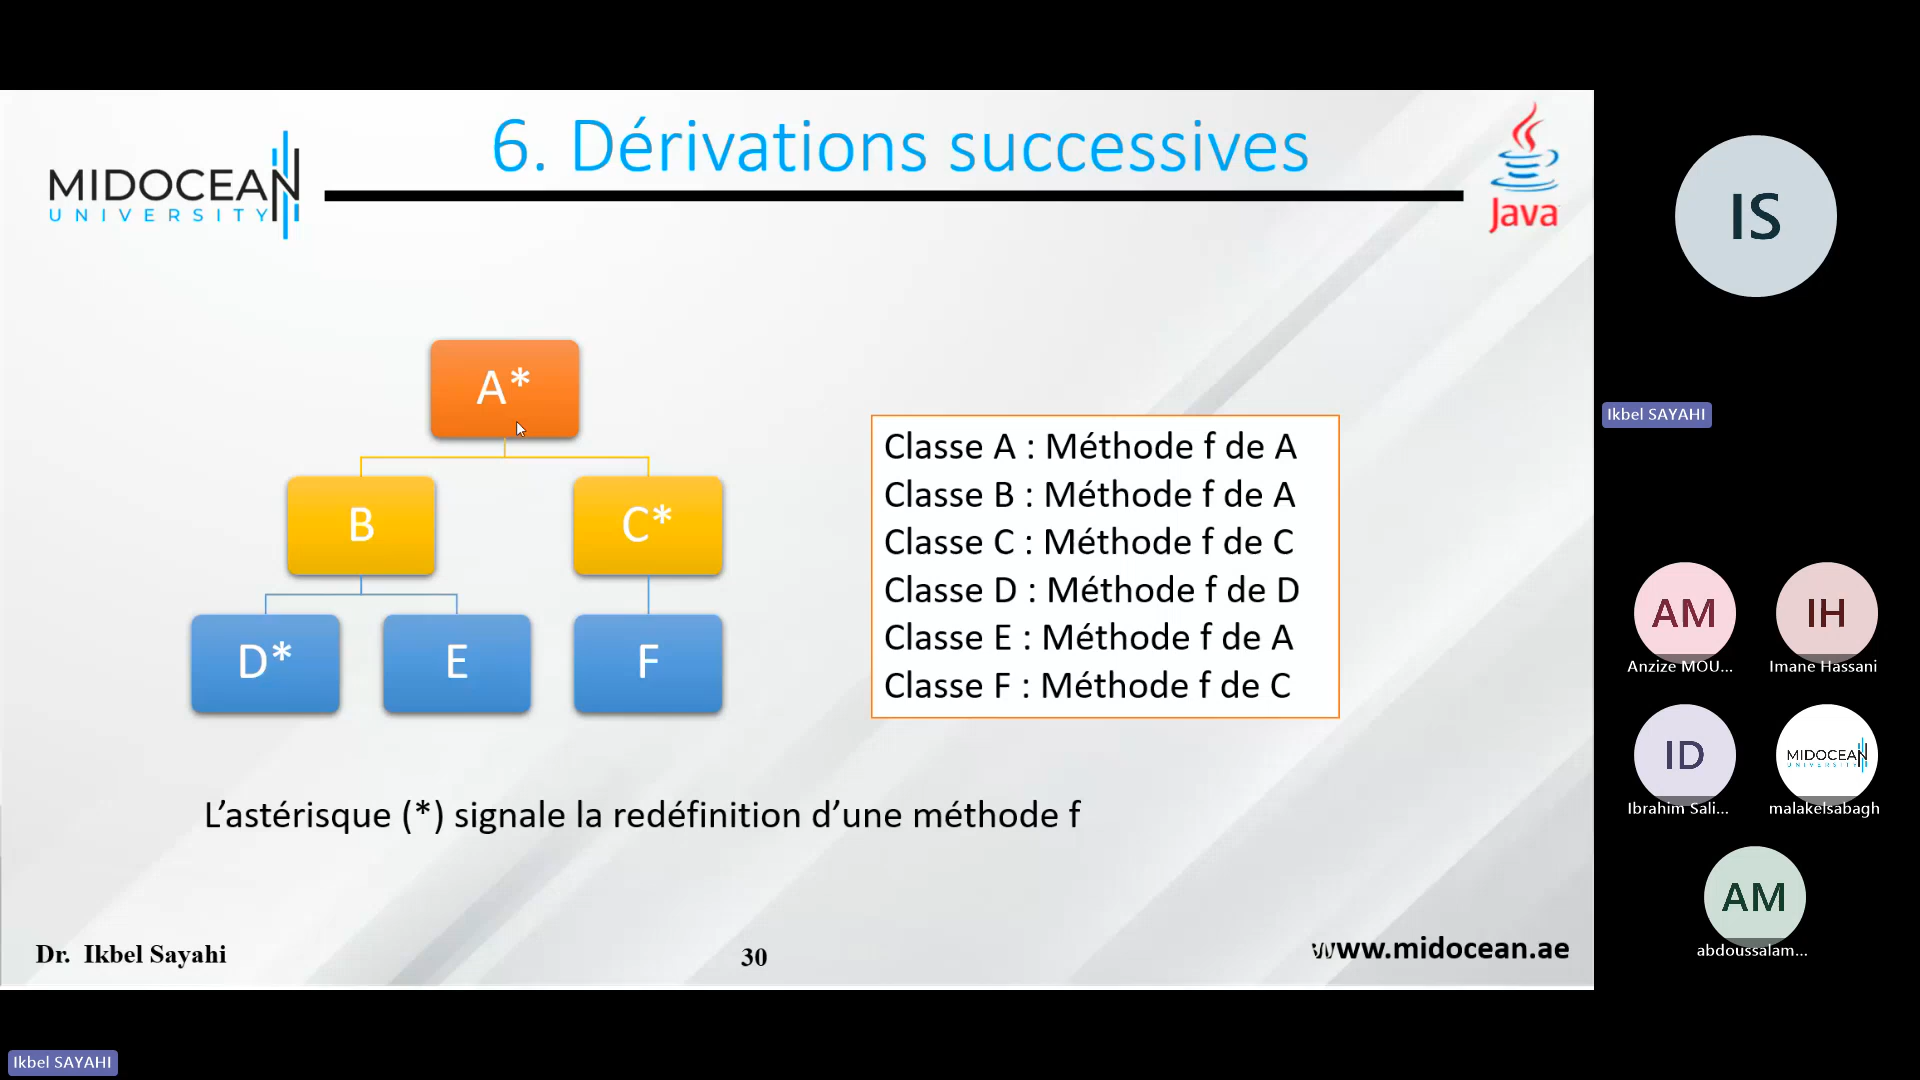 6. Dérivations successives
MIDOCEAN
UNIVERSITY
Java
A*
B
C*
D*
E
F
Classe A : Méthode f de A
Classe B : Méthode f de A
Classe C : Méthode f de C
Classe D : Méthode f de D
Classe E : Méthode f de A
Classe F : Méthode f de C
L’astérisque (*) signale la redéfinition d’une méthode f
Dr. Ikbel Sayahi
30
www.midocean.ae
IS
Ikbel SAYAHI
AM
Anzize MOU...
IH
Imane Hassani
ID
Ibrahim Sali...
MIDOCEAN
UNIVERSITY
malakelsabagh
AM
abdoussalam...
Ikbel SAYAHI